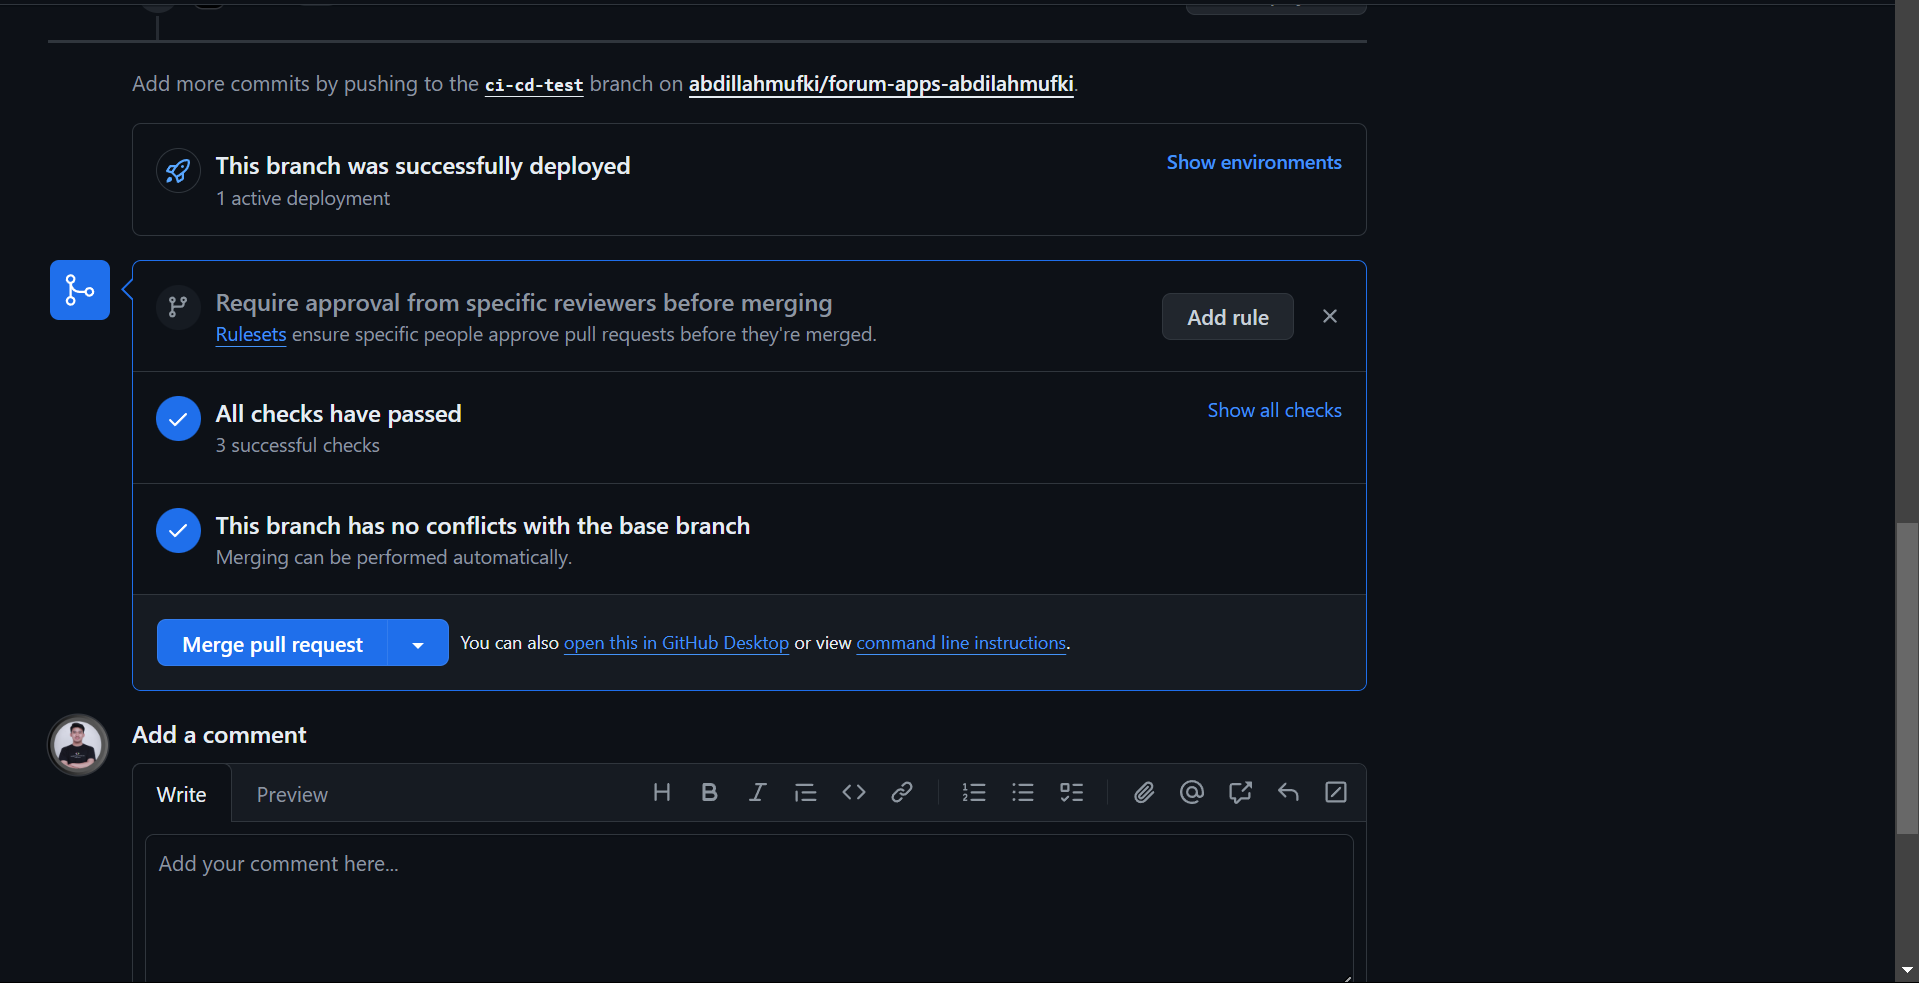 Add more commits by pushing to the ci-cd-test branch on abdillahmufki/forum-apps-abdilahmufki.
This branch was successfully deployed
Show environments
1 active deployment
Require approval from specific reviewers before merging
Rulesets ensure specific people approve pull requests before they're merged.
Add rule
All checks have passed
Show all checks
3 successful checks
This branch has no conflicts with the base branch
Merging can be performed automatically.
Merge pull request
You can also open this in GitHub Desktop or view command line instructions.
Add a comment
Write
Preview
Add your comment here...